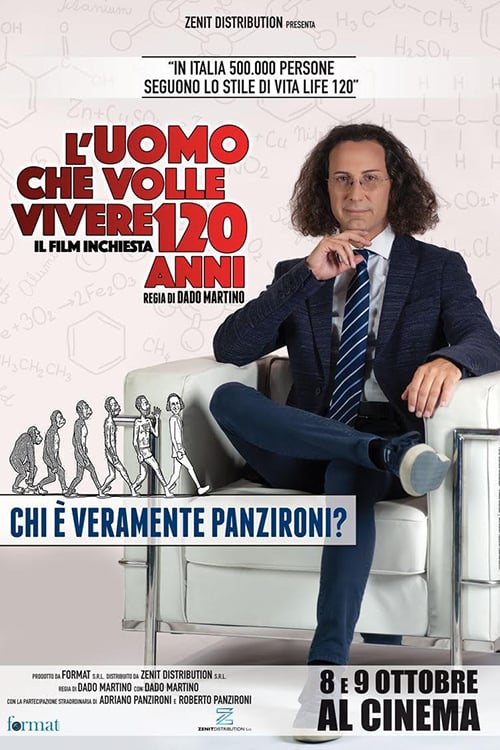 ZENIT DISTRIBUTION PRESENTA
"IN ITALIA 500.000 PERSONE
SEGUONO LO STILE DI VITA LIFE 120"
L'UOMO
CHE VOLLE
VIVERE 120
IL FILM INCHIESTA
ANNI
REGIA DI DADO MARTINO
CHI È VERAMENTE PANZIRONI?
PRODOTTO DA FORMAT S.R.L. DISTRIBUITO DA ZENIT DISTRIBUTION S.R.L.
REGIA DI DADO MARTINO CON DADO MARTINO
CON LA PARTECIPAZIONE STRAORDINARIA DI ADRIANO PANZIRONI E ROBERTO PANZIRONI
8 E 9 OTTOBRE
AL CINEMA
format
ZENITDISTRIBUTION S.r.l.